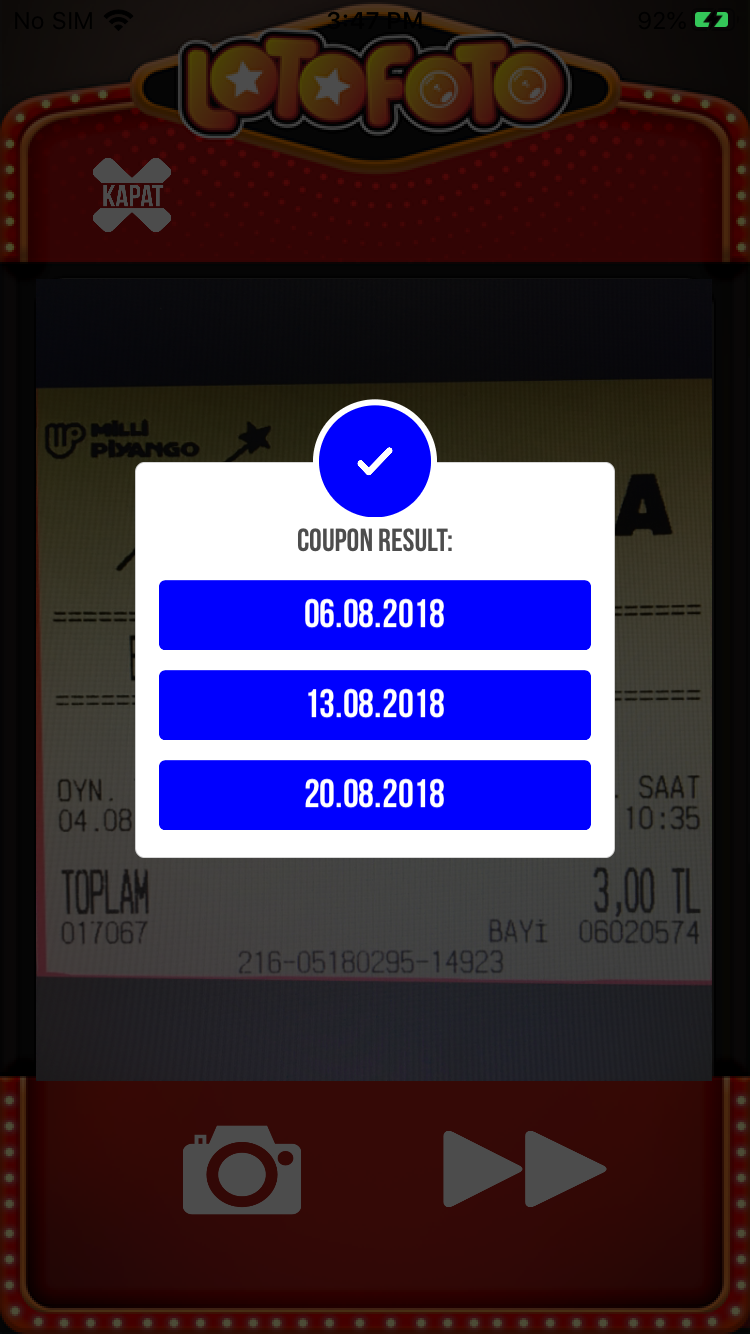 No SIM 3:47 PM 92%
LOTOFOTO
KAPAT
MİLLİ
PİYANGO
A
COUPON RESULT:
06.08.2018
13.08.2018
20.08.2018
OYN. SAAT
04.08 10:35
TOPLAM 3,00 TL
017067 BAYİ 06020574
216-05180295-14923